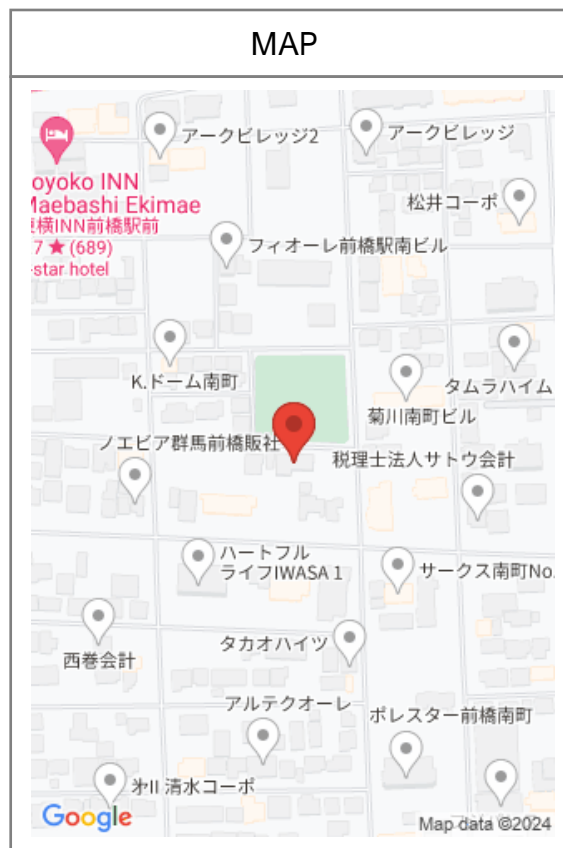 MAP
アークビレッジ2
アークビレッジ
oyoko INN
Maebashi Ekimae
東横INN前橋駅前
7 ★ (689)
-star hotel
松井コーポ
フィオーレ前橋駅南ビル
K.ドーム南町
タムラハイム
菊川南町ビル
ノエビア群馬前橋販社
税理士法人サトウ会計
ハートフル
ライフIWASA 1
サークス南町No.
タカオハイツ
西巻会計
アルテクオーレ
ポレスター前橋南町
II 清水コーポ
Google
Map data ©2024